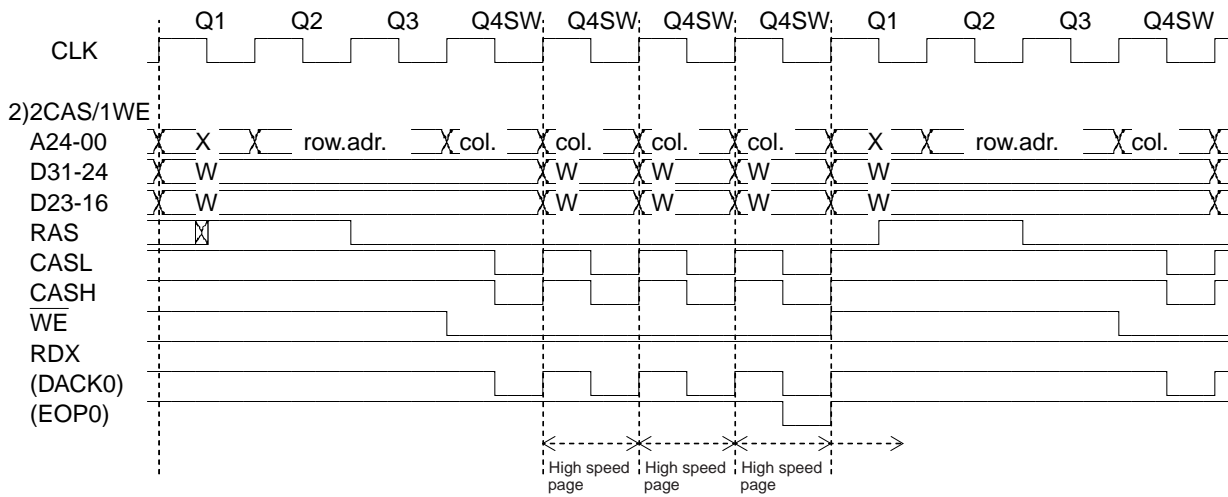 Q1 Q2 Q3 Q4SW Q4SW Q4SW Q4SW Q1 Q2 Q3 Q4SW
CLK
2)2CAS/1WE
A24-00 X row.adr. col. col. col. col. X row.adr. col.
D31-24 W W W W W
D23-16 W W W W W
RAS
CASL
CASH
WE
RDX
(DACK0)
(EOP0)
High speed High speed High speed
page page page